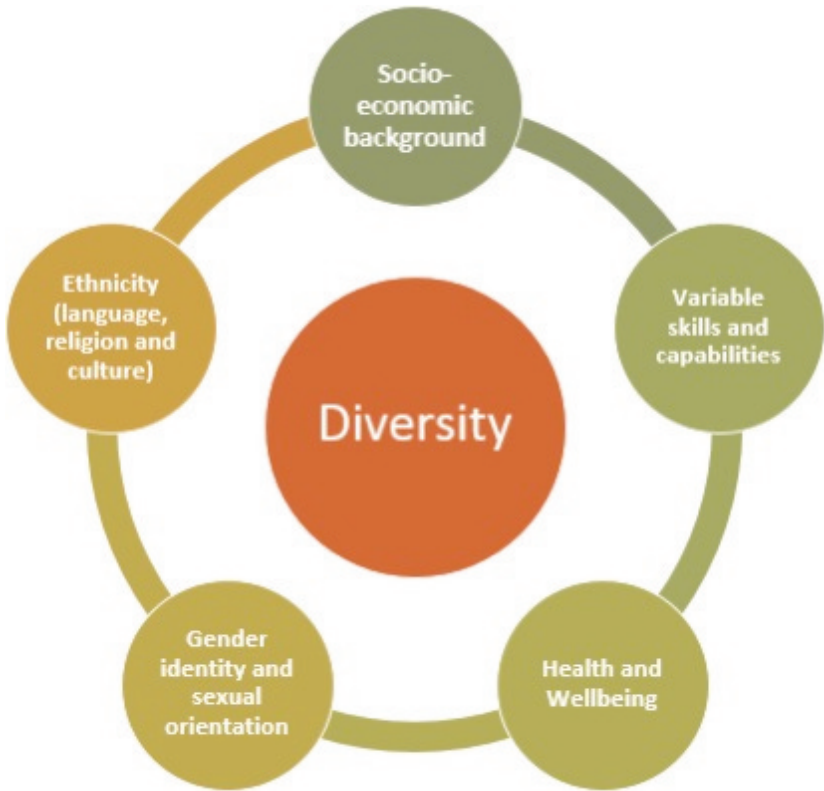 Socio-
economic
background
Variable
skills and
capabilities
Health and
Wellbeing
Gender
identity and
sexual
orientation
Ethnicity
(language,
religion and
culture)
Diversity